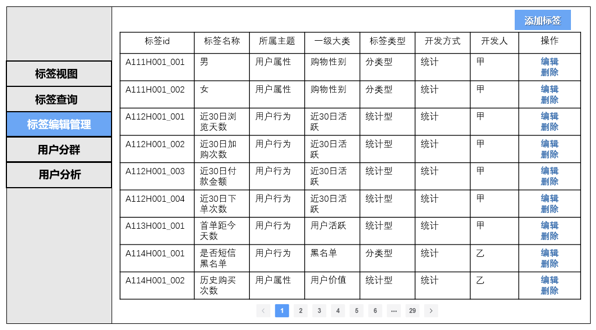 添加标签
标签视图
标签查询
标签编辑管理
用户分群
用户分析
标签id 标签名称 所属主题 一级大类 标签类型 开发方式 开发人 操作
A111H001_001 男 用户属性 购物性别 分类型 统计 甲 编辑
删除
A111H001_002 女 用户属性 购物性别 分类型 统计 甲 编辑
删除
A112H001_001 近30日浏 用户行为 近30日活 统计型 统计 甲 编辑
览天数 跃 删除
A112H001_002 近30日加 用户行为 近30日活 统计型 统计 甲 编辑
购次数 跃 删除
A112H001_003 近30日付 用户行为 近30日活 统计型 统计 甲 编辑
款金额 跃 删除
A112H001_004 近30日下 用户行为 近30日活 统计型 统计 甲 编辑
单次数 跃 删除
A113H001_001 首单距今 用户行为 用户活跃 统计型 统计 甲 编辑
天数 删除
A114H001_001 是否短信 用户行为 黑名单 分类型 统计 乙 编辑
黑名单 删除
A114H001_002 历史购买 用户属性 用户价值 统计型 统计 乙 编辑
次数 删除
< 1 2 3 4 5 6 ••• 29 >